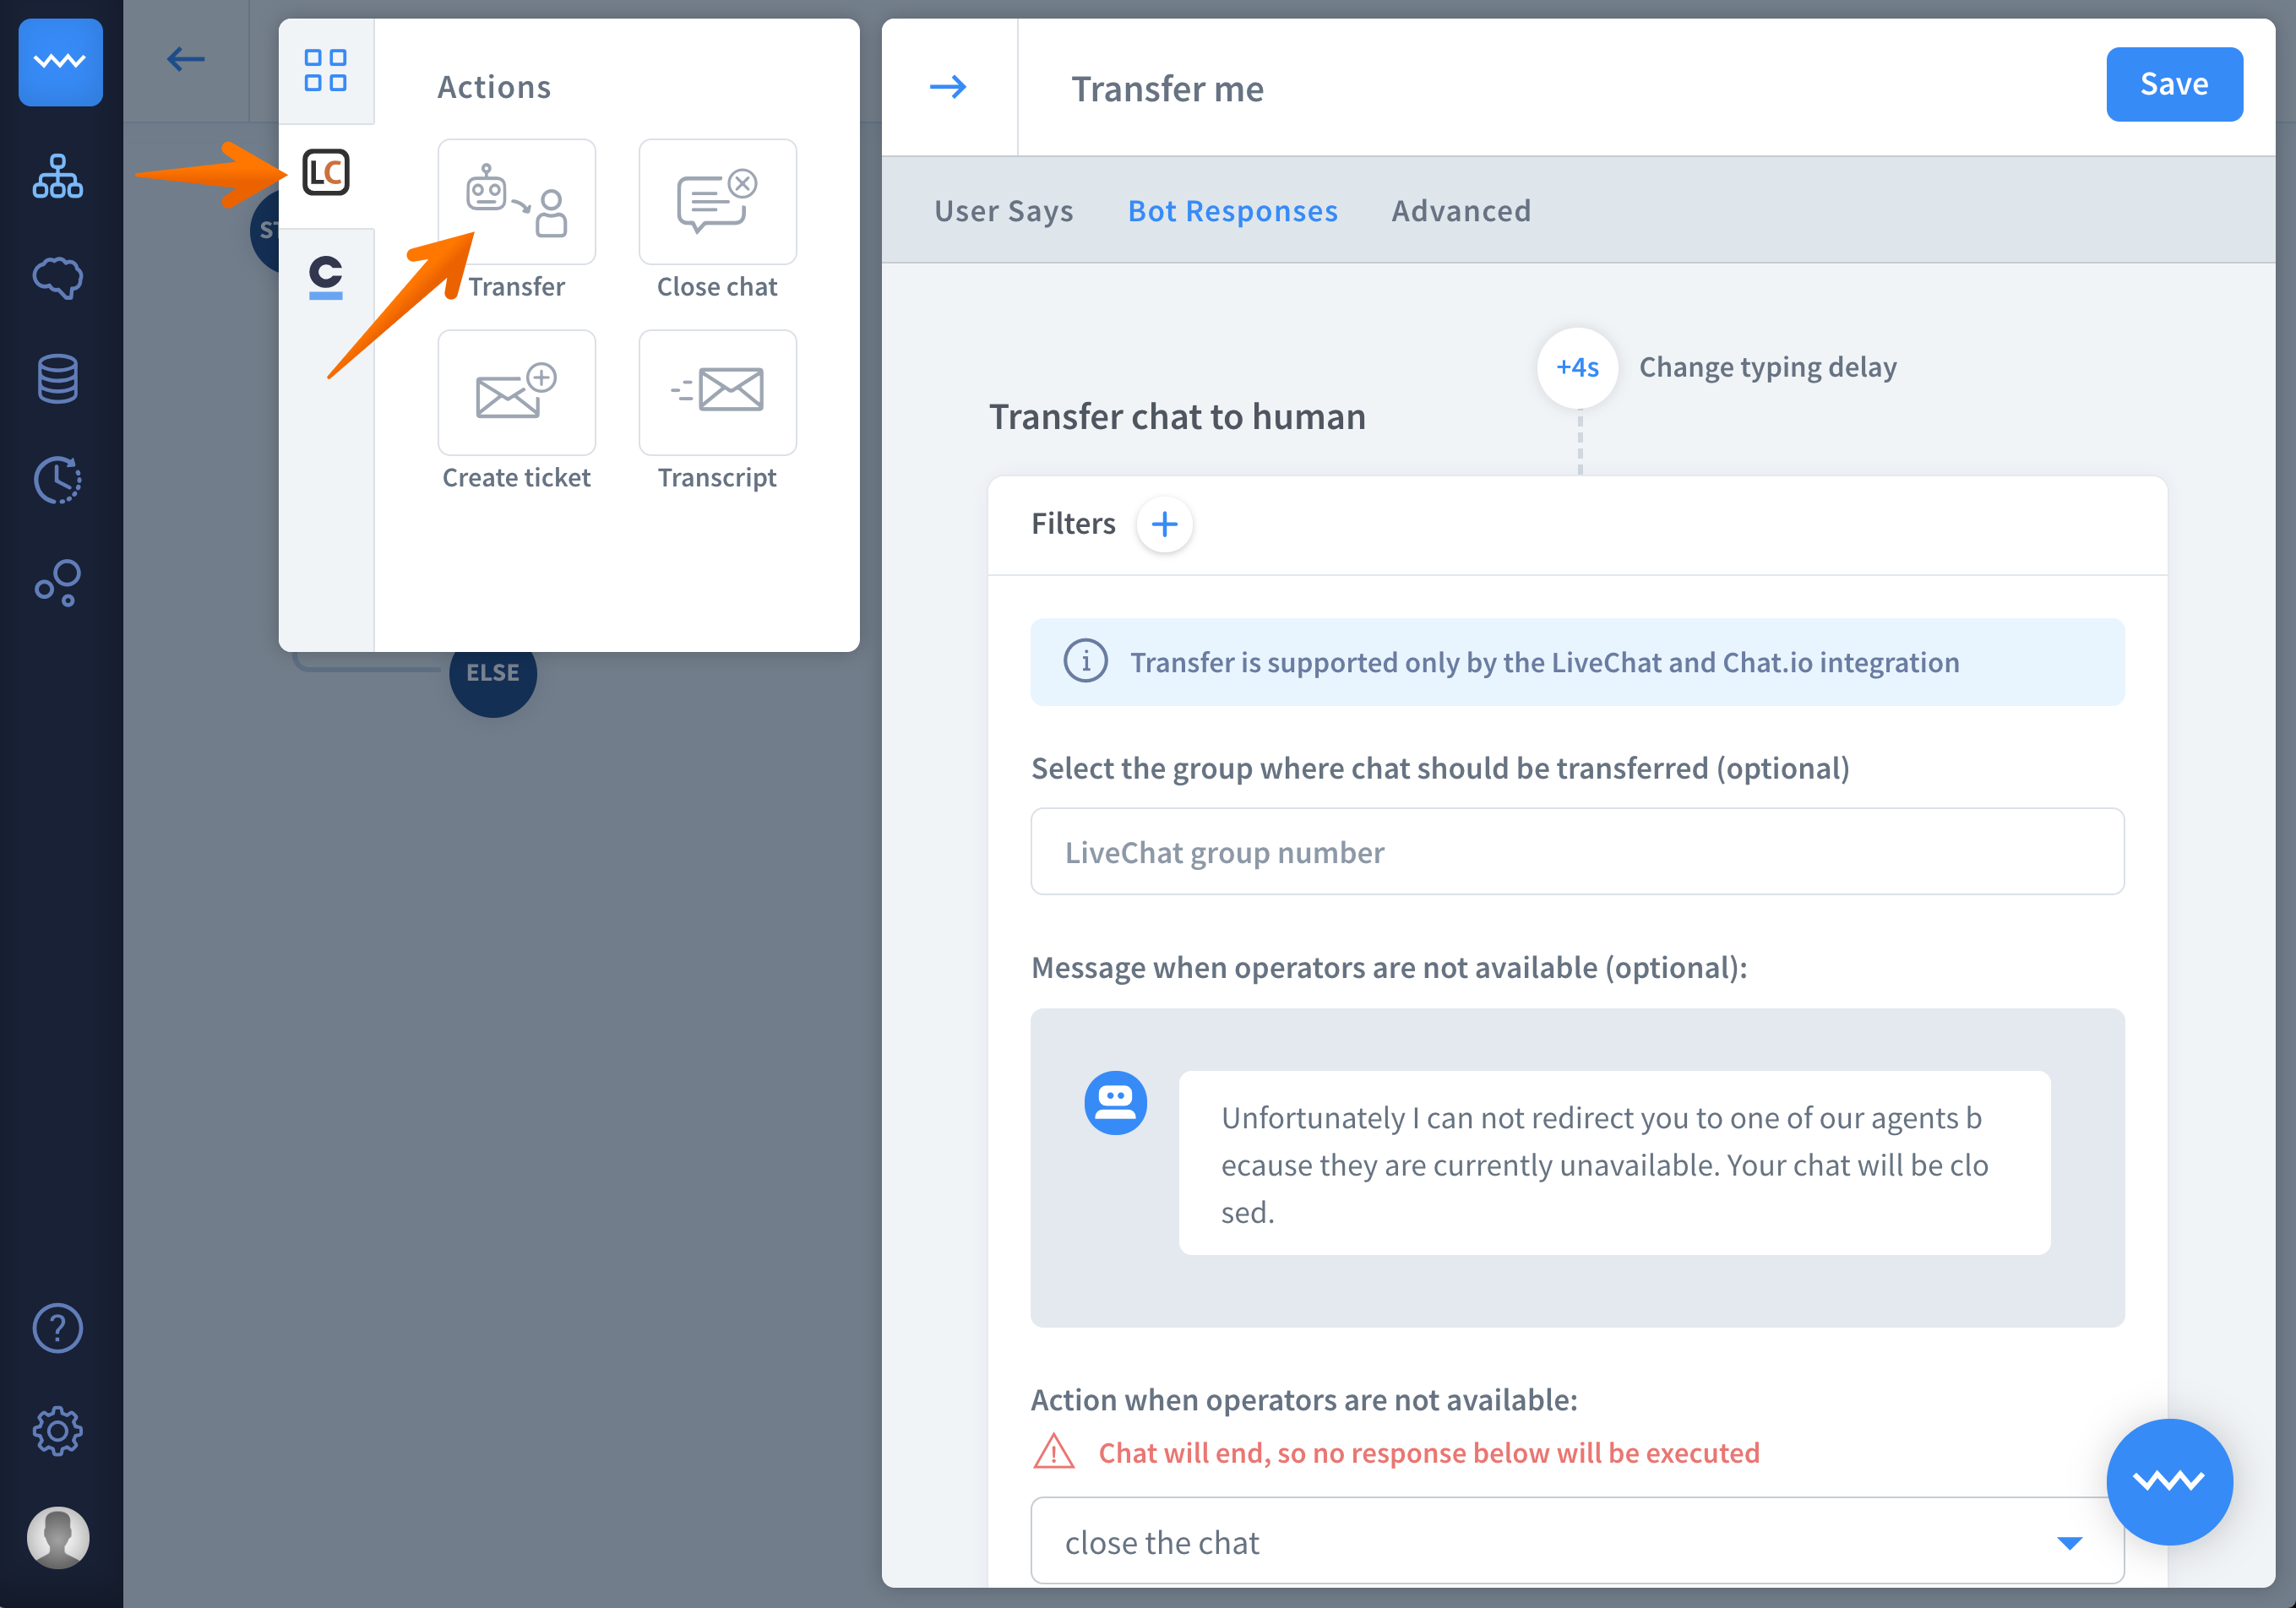 Actions
LC
ST
Transfer
Close chat
Create ticket
Transcript
ELSE
Transfer me
Save
User Says
Bot Responses
Advanced
+4s
Change typing delay
Transfer chat to human
Filters
Transfer is supported only by the LiveChat and Chat.io integration
Select the group where chat should be transferred (optional)
LiveChat group number
Message when operators are not available (optional):
Unfortunately I can not redirect you to one of our agents b
ecause they are currently unavailable. Your chat will be clo
sed.
Action when operators are not available:
Chat will end, so no response below will be executed
close the chat